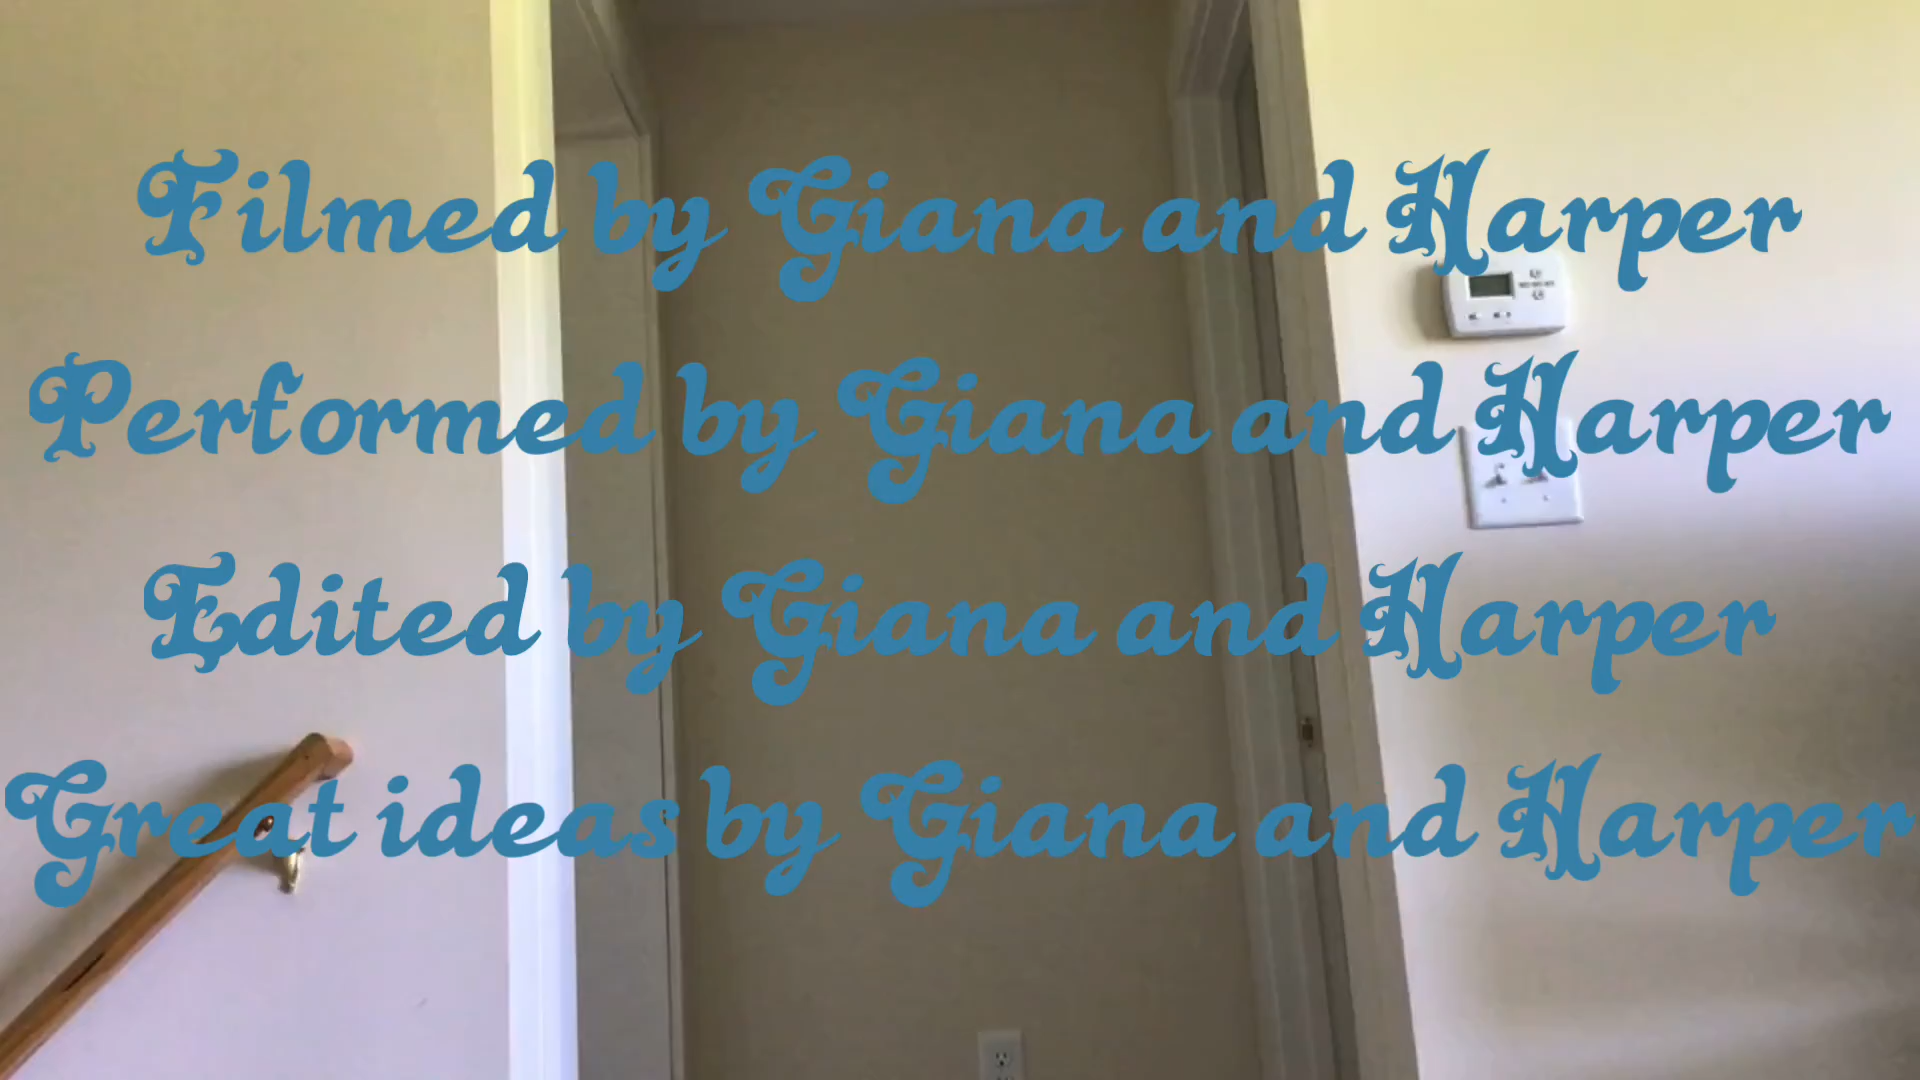 Filmed by Giana and Harper
Performed by Giana and Harper
Edited by Giana and Harper
Great ideas by Giana and Harper